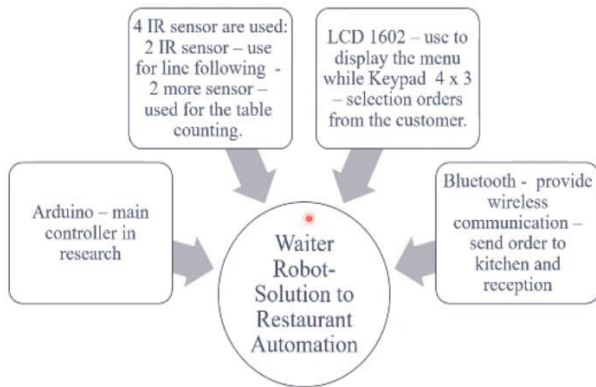 4 IR sensor are used:
2 IR sensor – use
for line following -
2 more sensor –
used for the table
counting.
LCD 1602 – use to
display the menu
while Keypad 4 x 3
– selection orders
from the customer.
Arduino – main
controller in
research
Bluetooth - provide
wireless
communication –
send order to
kitchen and
reception
Waiter
Robot-
Solution to
Restaurant
Automation